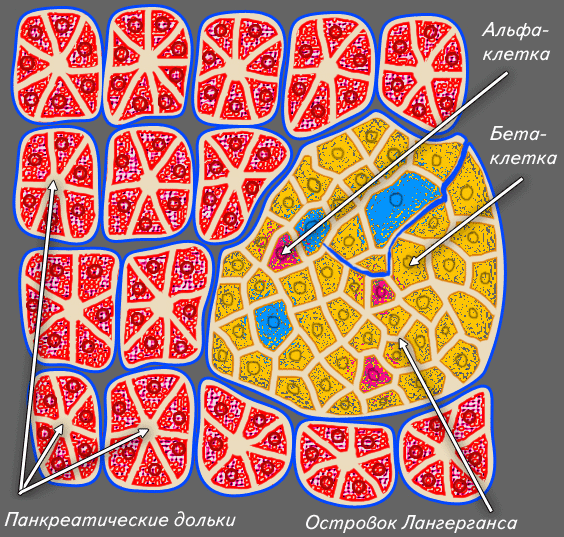 Альфа-
клетка
Бета-
клетка
Панкреатические дольки
Островок Лангерганса